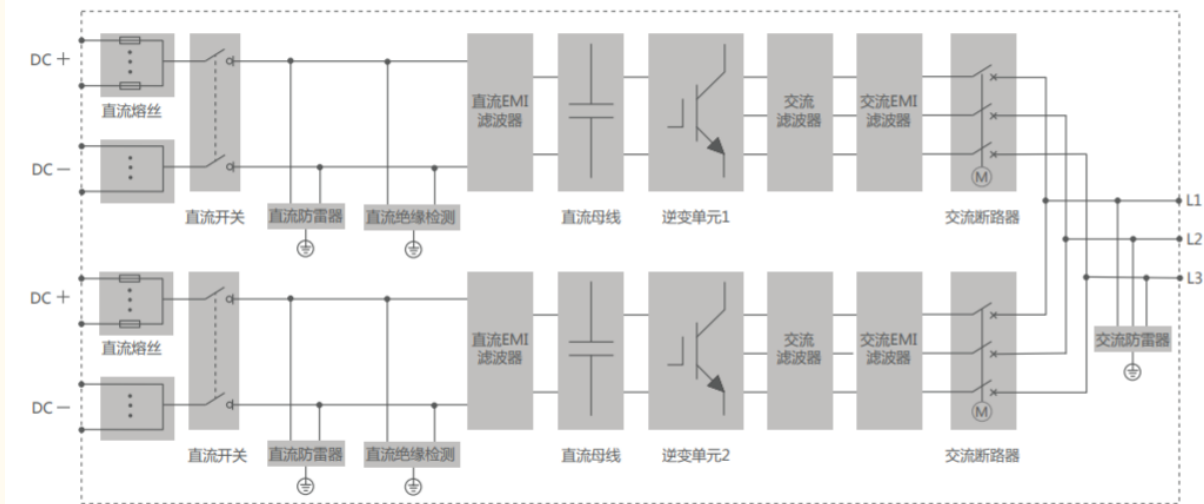 DC +
直流熔丝
DC −
直流开关
直流防雷器
直流绝缘检测
直流EMI
滤波器
直流母线
逆变单元1
交流
滤波器
交流EMI
滤波器
M
交流断路器
L1
L2
L3
交流防雷器
DC +
直流熔丝
DC −
直流开关
直流防雷器
直流绝缘检测
直流EMI
滤波器
直流母线
逆变单元2
交流
滤波器
交流EMI
滤波器
M
交流断路器